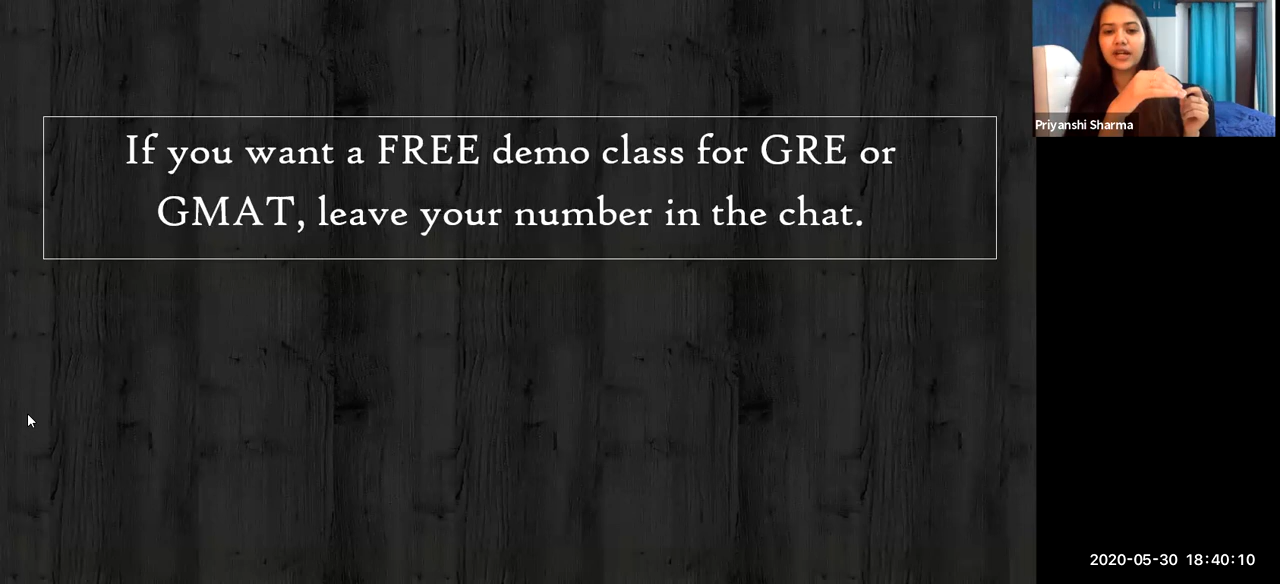 If you want a FREE demo class for GRE or
GMAT, leave your number in the chat.
Priyanshi Sharma
2020-05-30 18:40:10